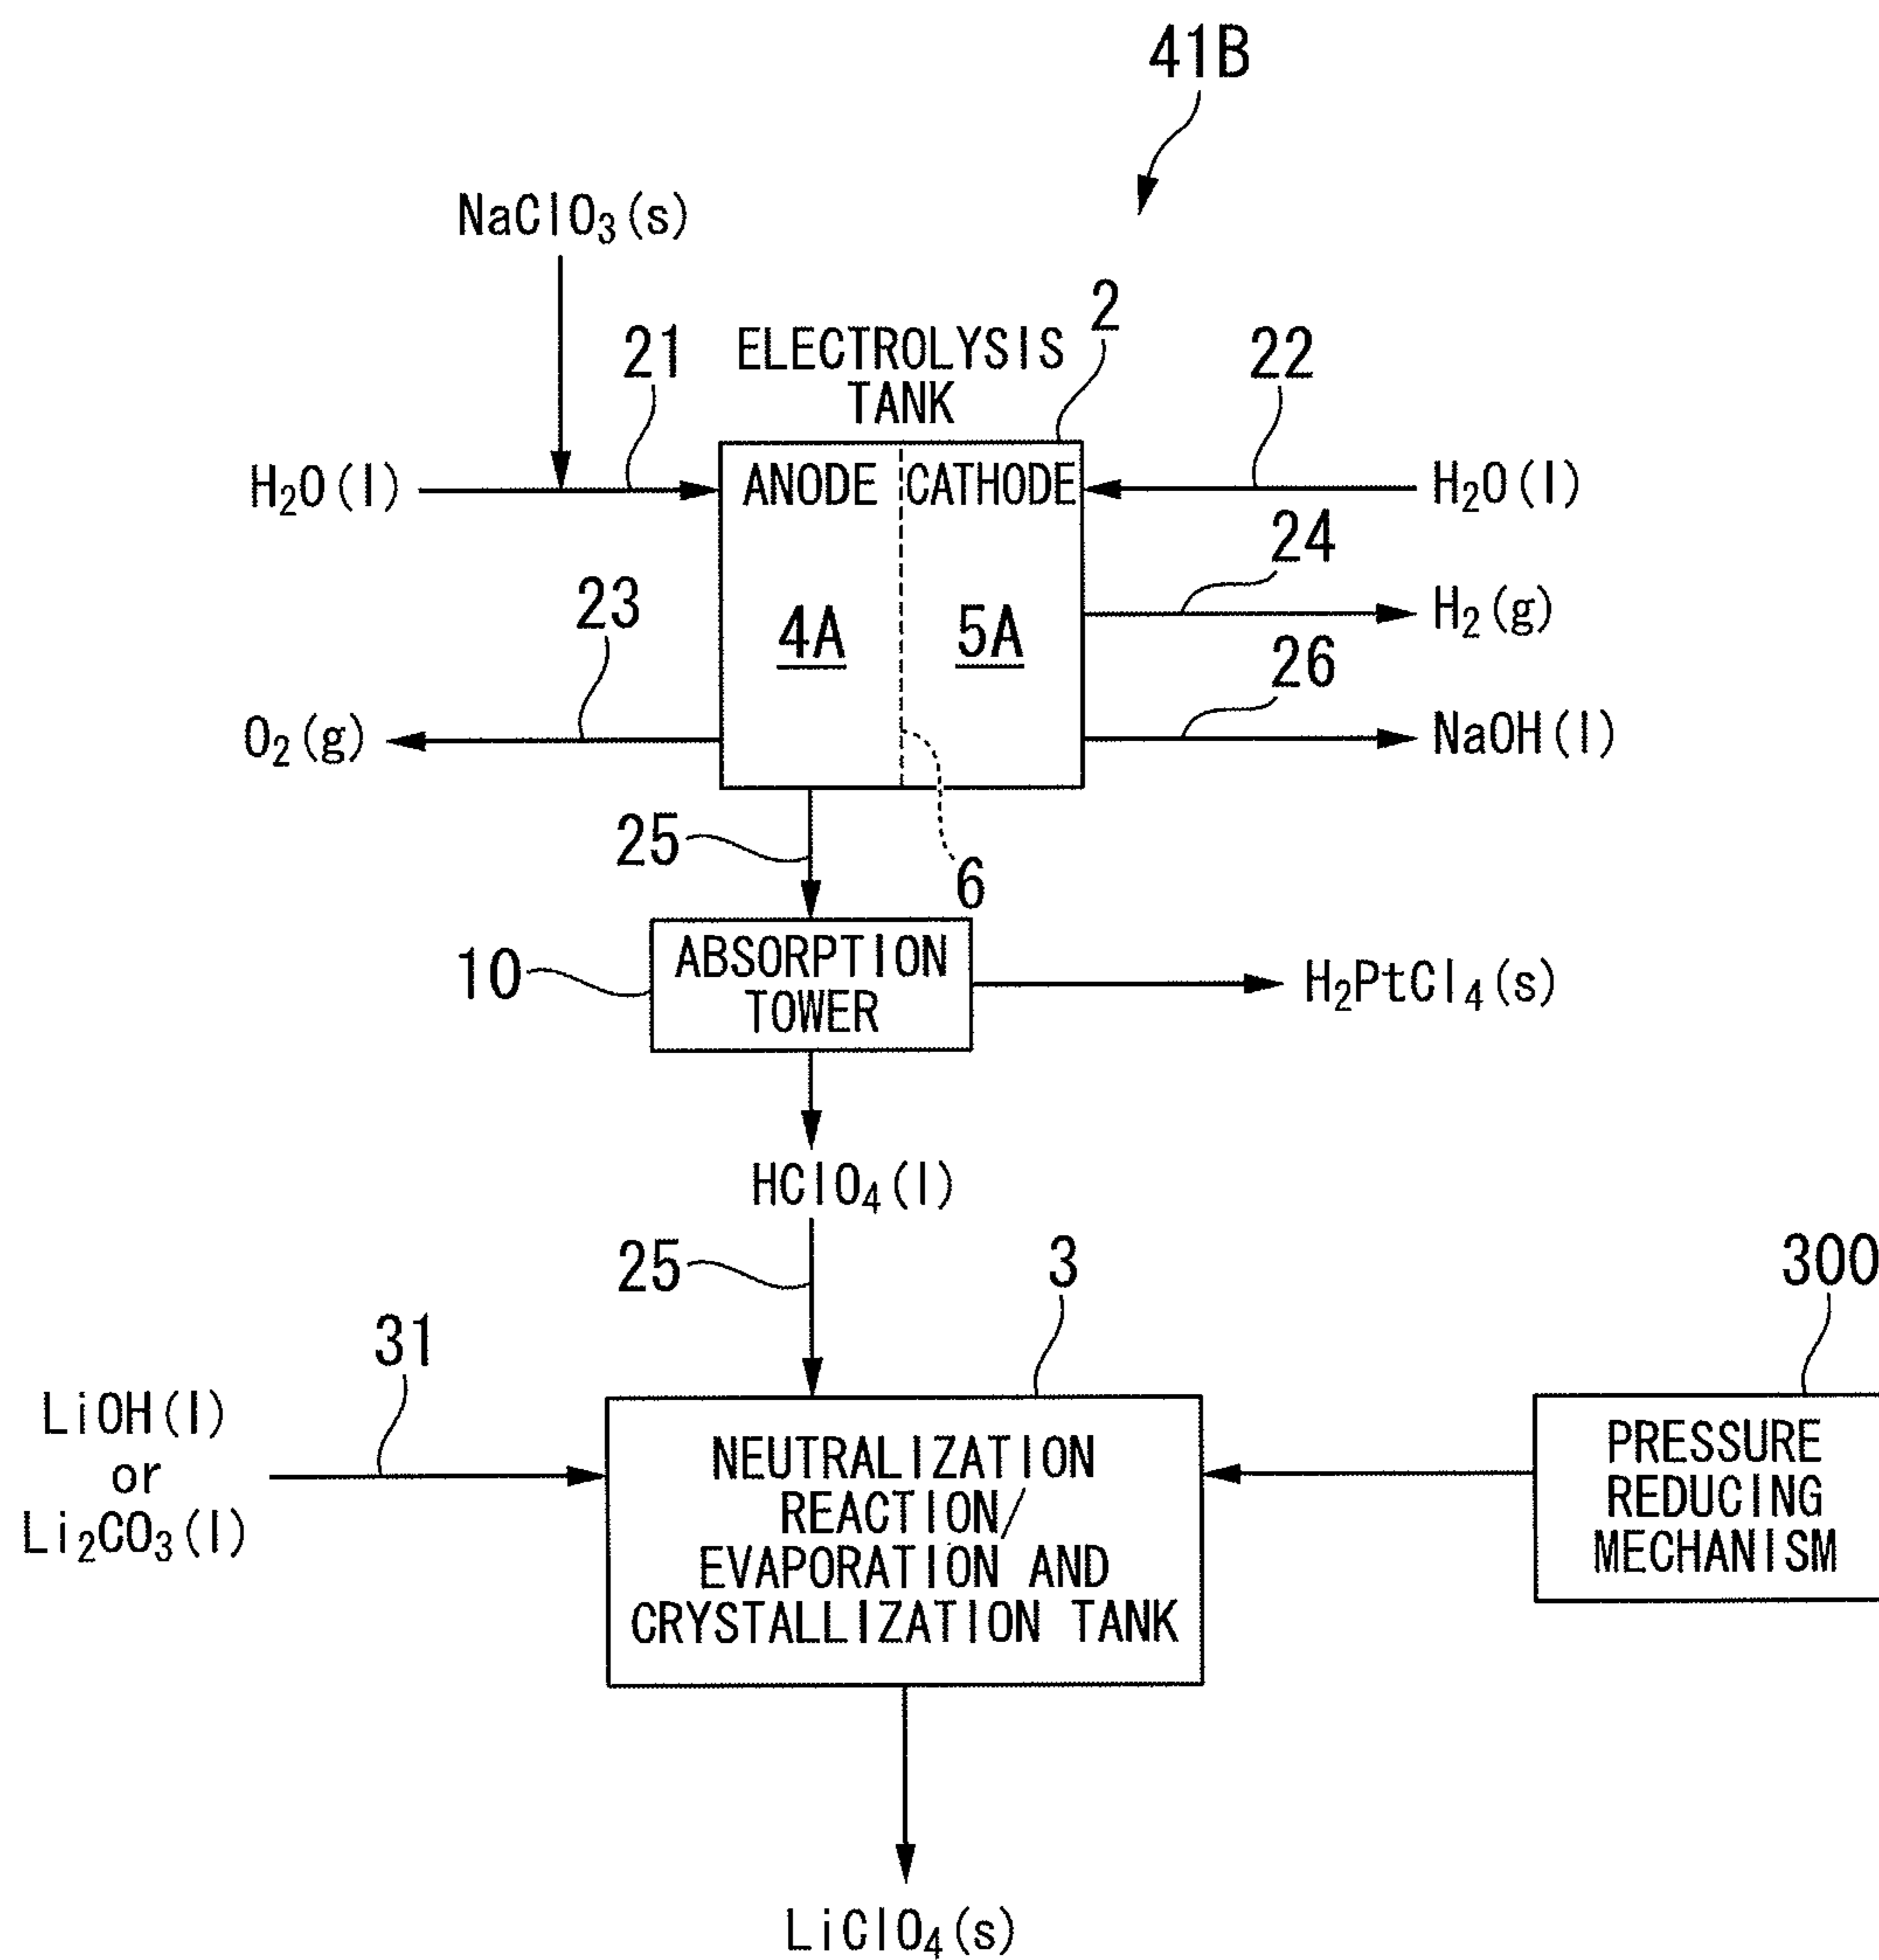 41B
NaClO3(s)
ELECTROLYSIS
TANK
2
21
22
H2O(l)
ANODE
CATHODE
H2O(l)
24
23
4A
5A
H2(g)
26
O2(g)
NaOH(l)
25
6
10
ABSORPTION
TOWER
H2PtCl4(s)
HClO4(l)
25
3
300
31
LiOH(l)
or
Li2CO3(l)
NEUTRALIZATION
REACTION/
EVAPORATION AND
CRYSTALLIZATION TANK
PRESSURE
REDUCING
MECHANISM
LiClO4(s)